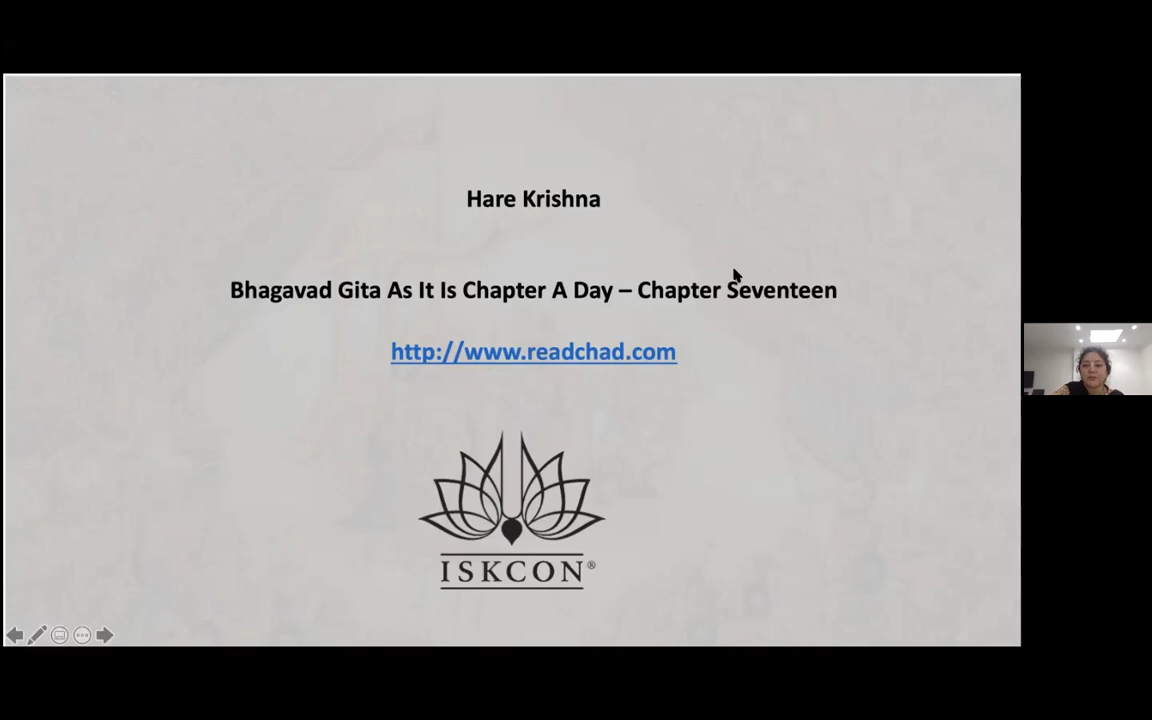 Hare Krishna
Bhagavad Gita As It Is Chapter A Day – Chapter Seventeen
http://www.readchad.com
ISKCON®